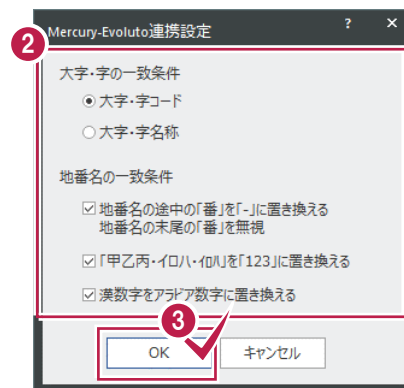 Mercury-Evoluto連携設定 ? ×
2
大字・字の一致条件
大字・字コード
大字・字名称
地番名の一致条件
地番名の途中の「番」を「-」に置き換える
地番名の末尾の「番」を無視
「甲乙丙・イロハ・ｲﾛﾊ」を「123」に置き換える
漢数字をアラビア数字に置き換える
3
OK キャンセル